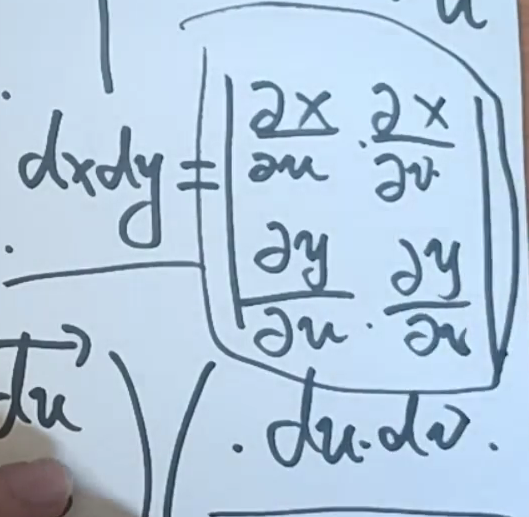 u
dxdy = | ∂x/∂u · ∂x/∂v |
| ∂y/∂u · ∂y/∂v |
du⃗ ) ( . du.dv.